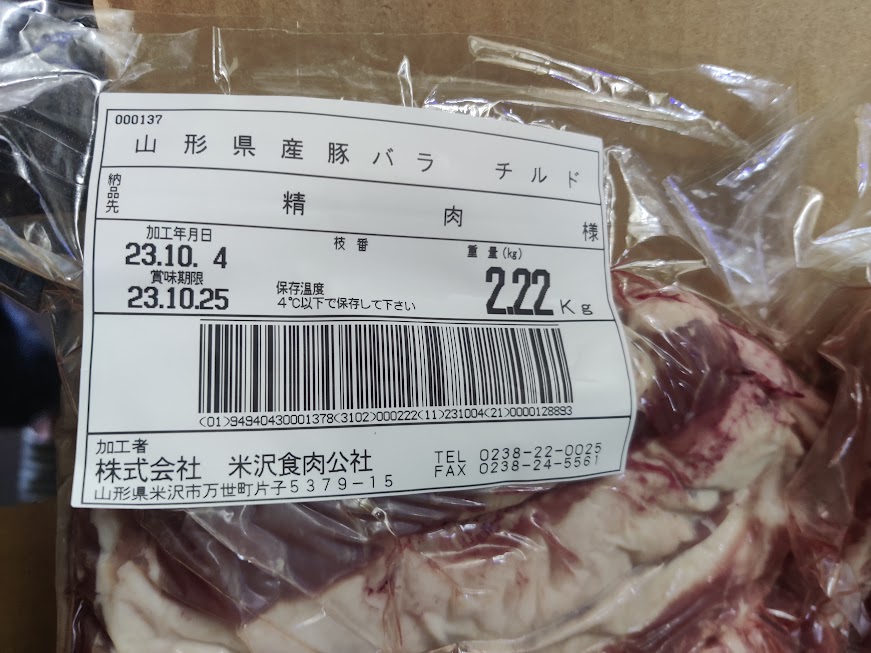 000137
山形県産豚バラ チルド
納品先 精 肉 様
加工年月日 枝番 重量(kg)
23.10. 4
賞味期限
23.10.25
保存温度
4℃以下で保存して下さい
2.22 Kg
(01)94940430001378(3102)000222(11)231004(21)0000128893
加工者
株式会社 米沢食肉公社
山形県米沢市万世町片子5379-15
TEL 0238-22-0025
FAX 0238-24-5561